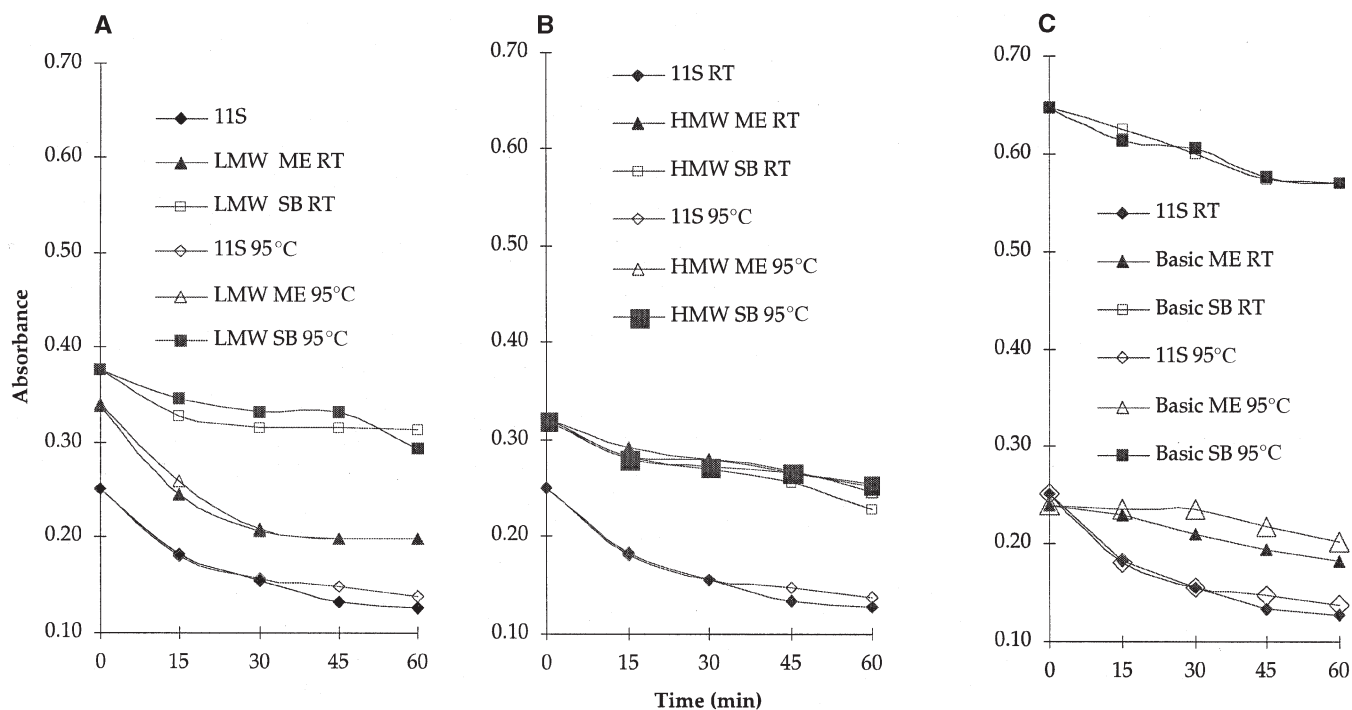 A
0.70
0.60
0.50
0.40
0.30
0.20
0.10
0
15
30
45
60
11S
LMW ME RT
LMW SB RT
11S 95°C
LMW ME 95°C
LMW SB 95°C
Absorbance
B
0.70
0.60
0.50
0.40
0.30
0.20
0.10
0
15
30
45
60
11S RT
HMW ME RT
HMW SB RT
11S 95°C
HMW ME 95°C
HMW SB 95°C
Time (min)
C
0.70
0.60
0.50
0.40
0.30
0.20
0.10
0
15
30
45
60
11S RT
Basic ME RT
Basic SB RT
11S 95°C
Basic ME 95°C
Basic SB 95°C